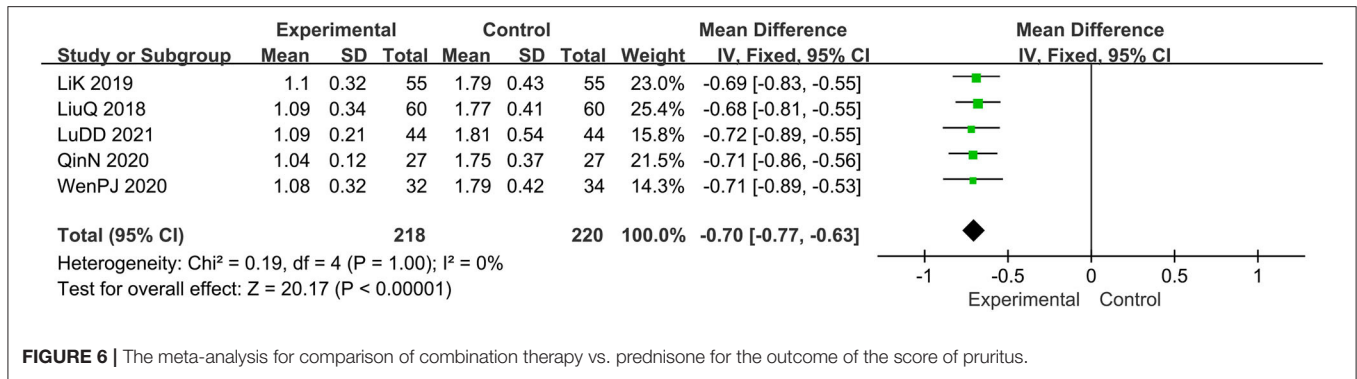 Experimental Control Mean Difference Mean Difference
Study or Subgroup Mean SD Total Mean SD Total Weight IV, Fixed, 95% CI IV, Fixed, 95% CI
LiK 2019 1.1 0.32 55 1.79 0.43 55 23.0% -0.69 [-0.83, -0.55]
LiuQ 2018 1.09 0.34 60 1.77 0.41 60 25.4% -0.68 [-0.81, -0.55]
LuDD 2021 1.09 0.21 44 1.81 0.54 44 15.8% -0.72 [-0.89, -0.55]
QinN 2020 1.04 0.12 27 1.75 0.37 27 21.5% -0.71 [-0.86, -0.56]
WenPJ 2020 1.08 0.32 32 1.79 0.42 34 14.3% -0.71 [-0.89, -0.53]
Total (95% CI) 218 220 100.0% -0.70 [-0.77, -0.63]
Heterogeneity: Chi² = 0.19, df = 4 (P = 1.00); I² = 0%
Test for overall effect: Z = 20.17 (P < 0.00001)
-1 -0.5 0 0.5 1
Experimental Control
FIGURE 6 | The meta-analysis for comparison of combination therapy vs. prednisone for the outcome of the score of pruritus.